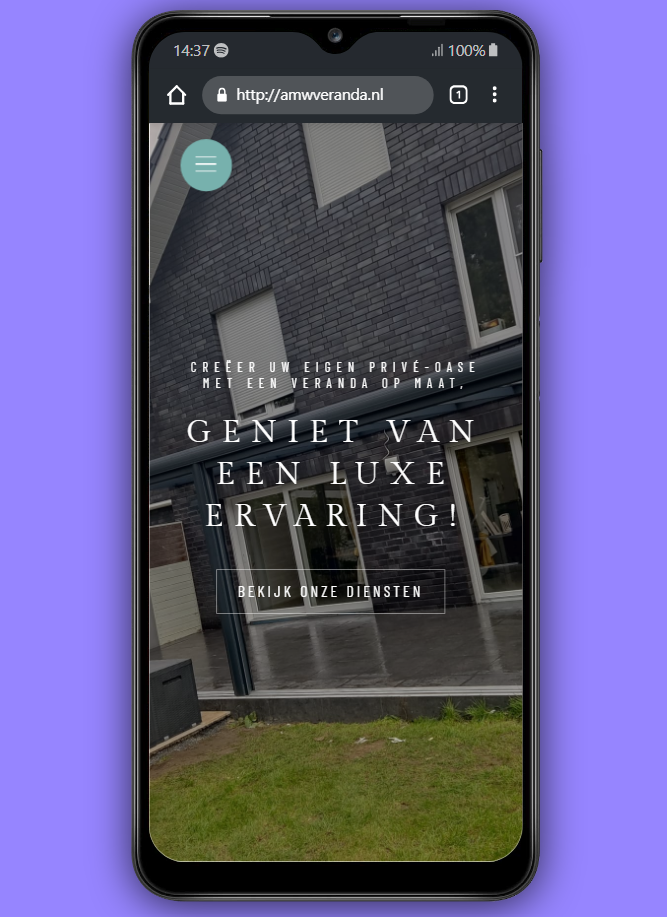 14:37 100%
http://amwveranda.nl 1
CREËER UW EIGEN PRIVÉ-OASE
MET EEN VERANDA OP MAAT,
GENIET VAN
EEN LUXE
ERVARING!
BEKIJK ONZE DIENSTEN